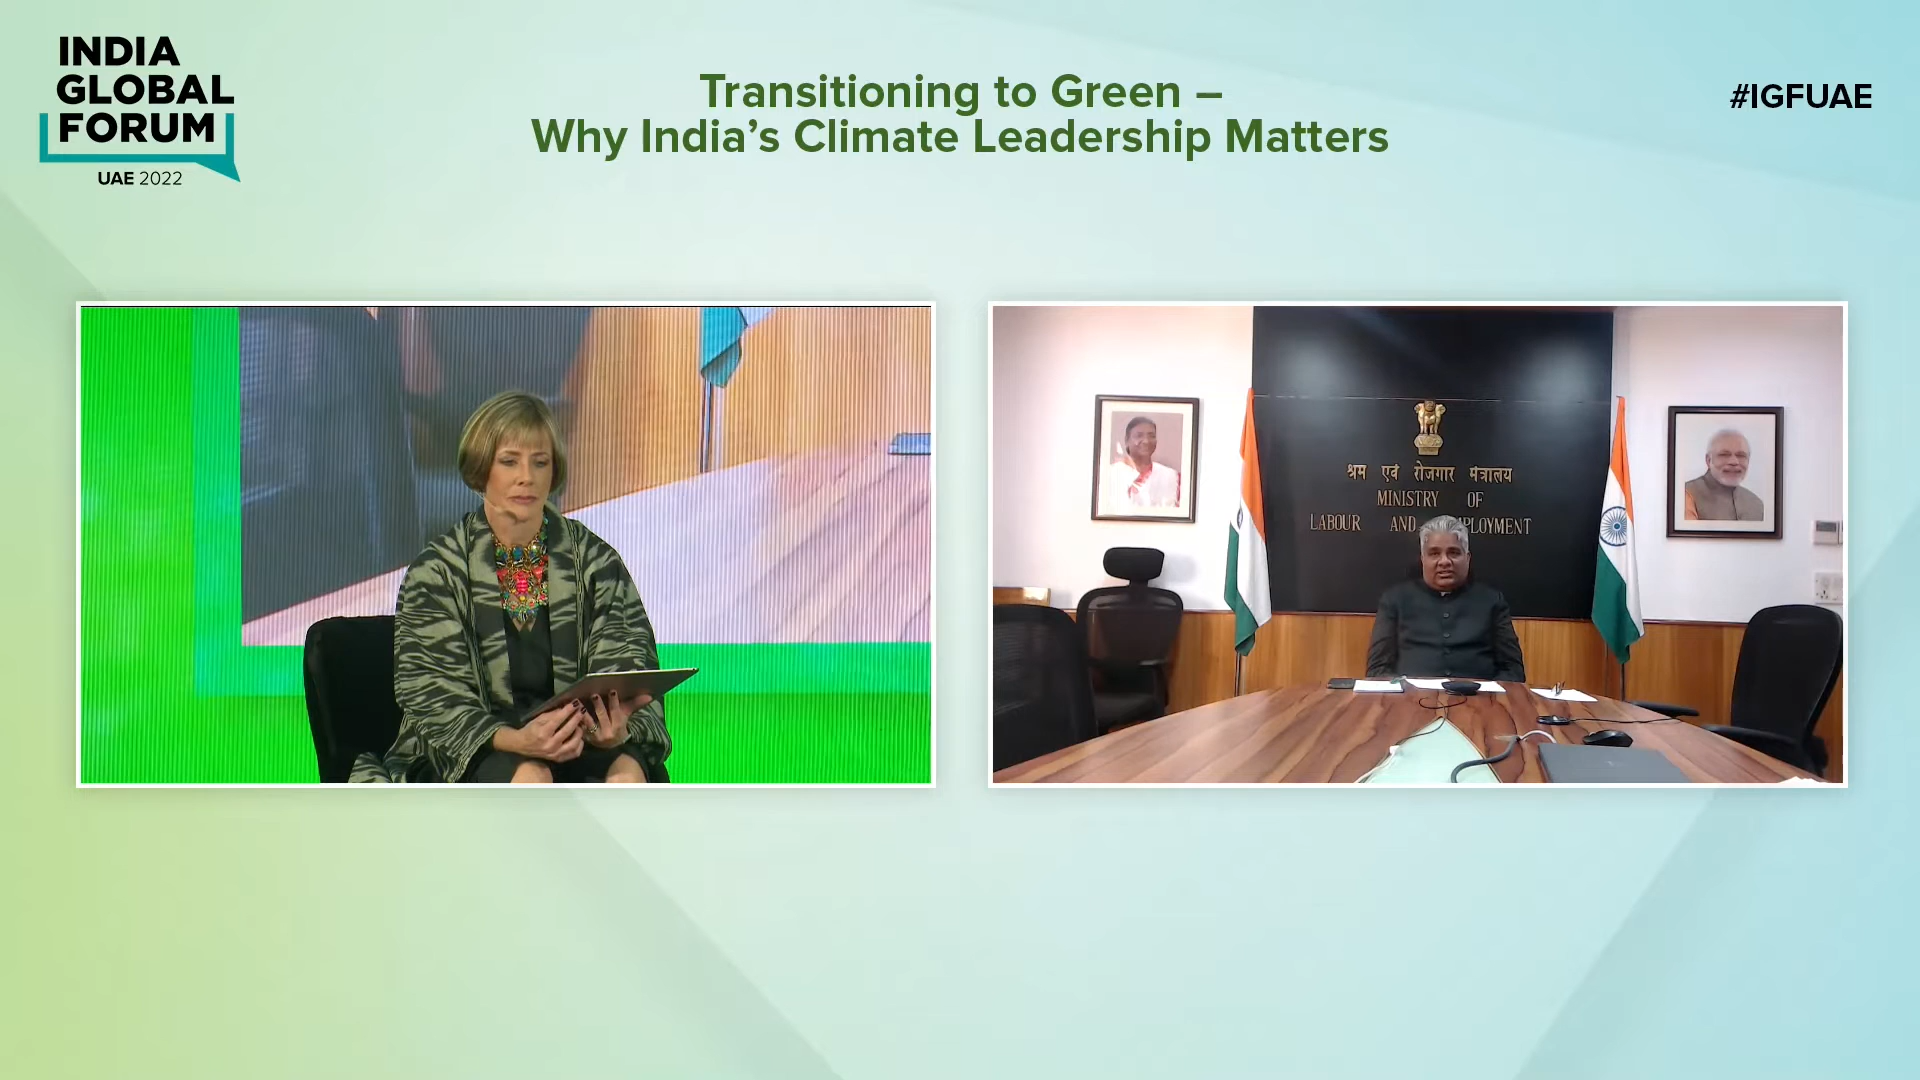 INDIA
GLOBAL
FORUM
UAE 2022
Transitioning to Green –
Why India’s Climate Leadership Matters
#IGFUAE
श्रम एवं रोजगार मंत्रालय
MINISTRY OF
LABOUR AND PLOYMENT